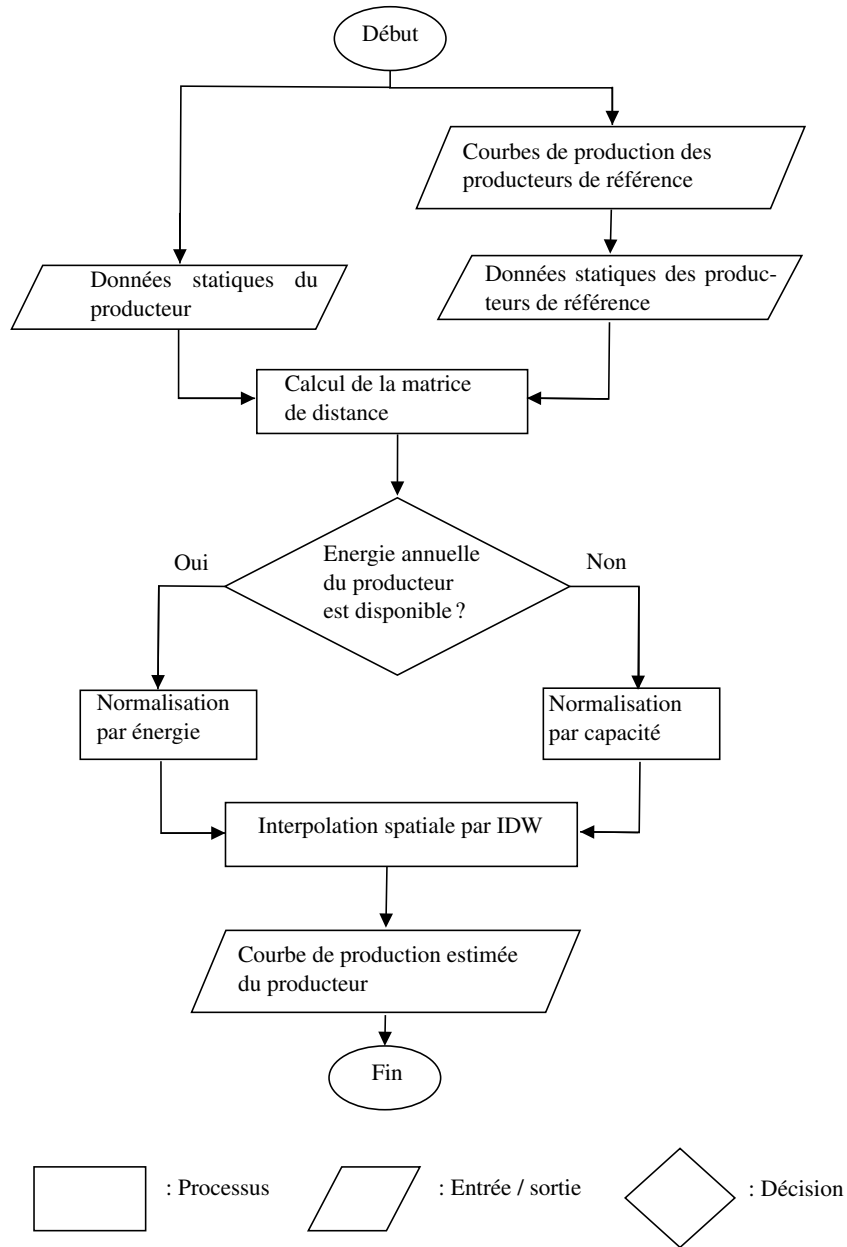 Début
Courbes de production des
producteurs de référence
Données statiques du
producteur
Données statiques des produc-
teurs de référence
Calcul de la matrice
de distance
Energie annuelle
du producteur
est disponible ?
Oui
Non
Normalisation
par énergie
Normalisation
par capacité
Interpolation spatiale par IDW
Courbe de production estimée
du producteur
Fin
: Processus
: Entrée / sortie
: Décision